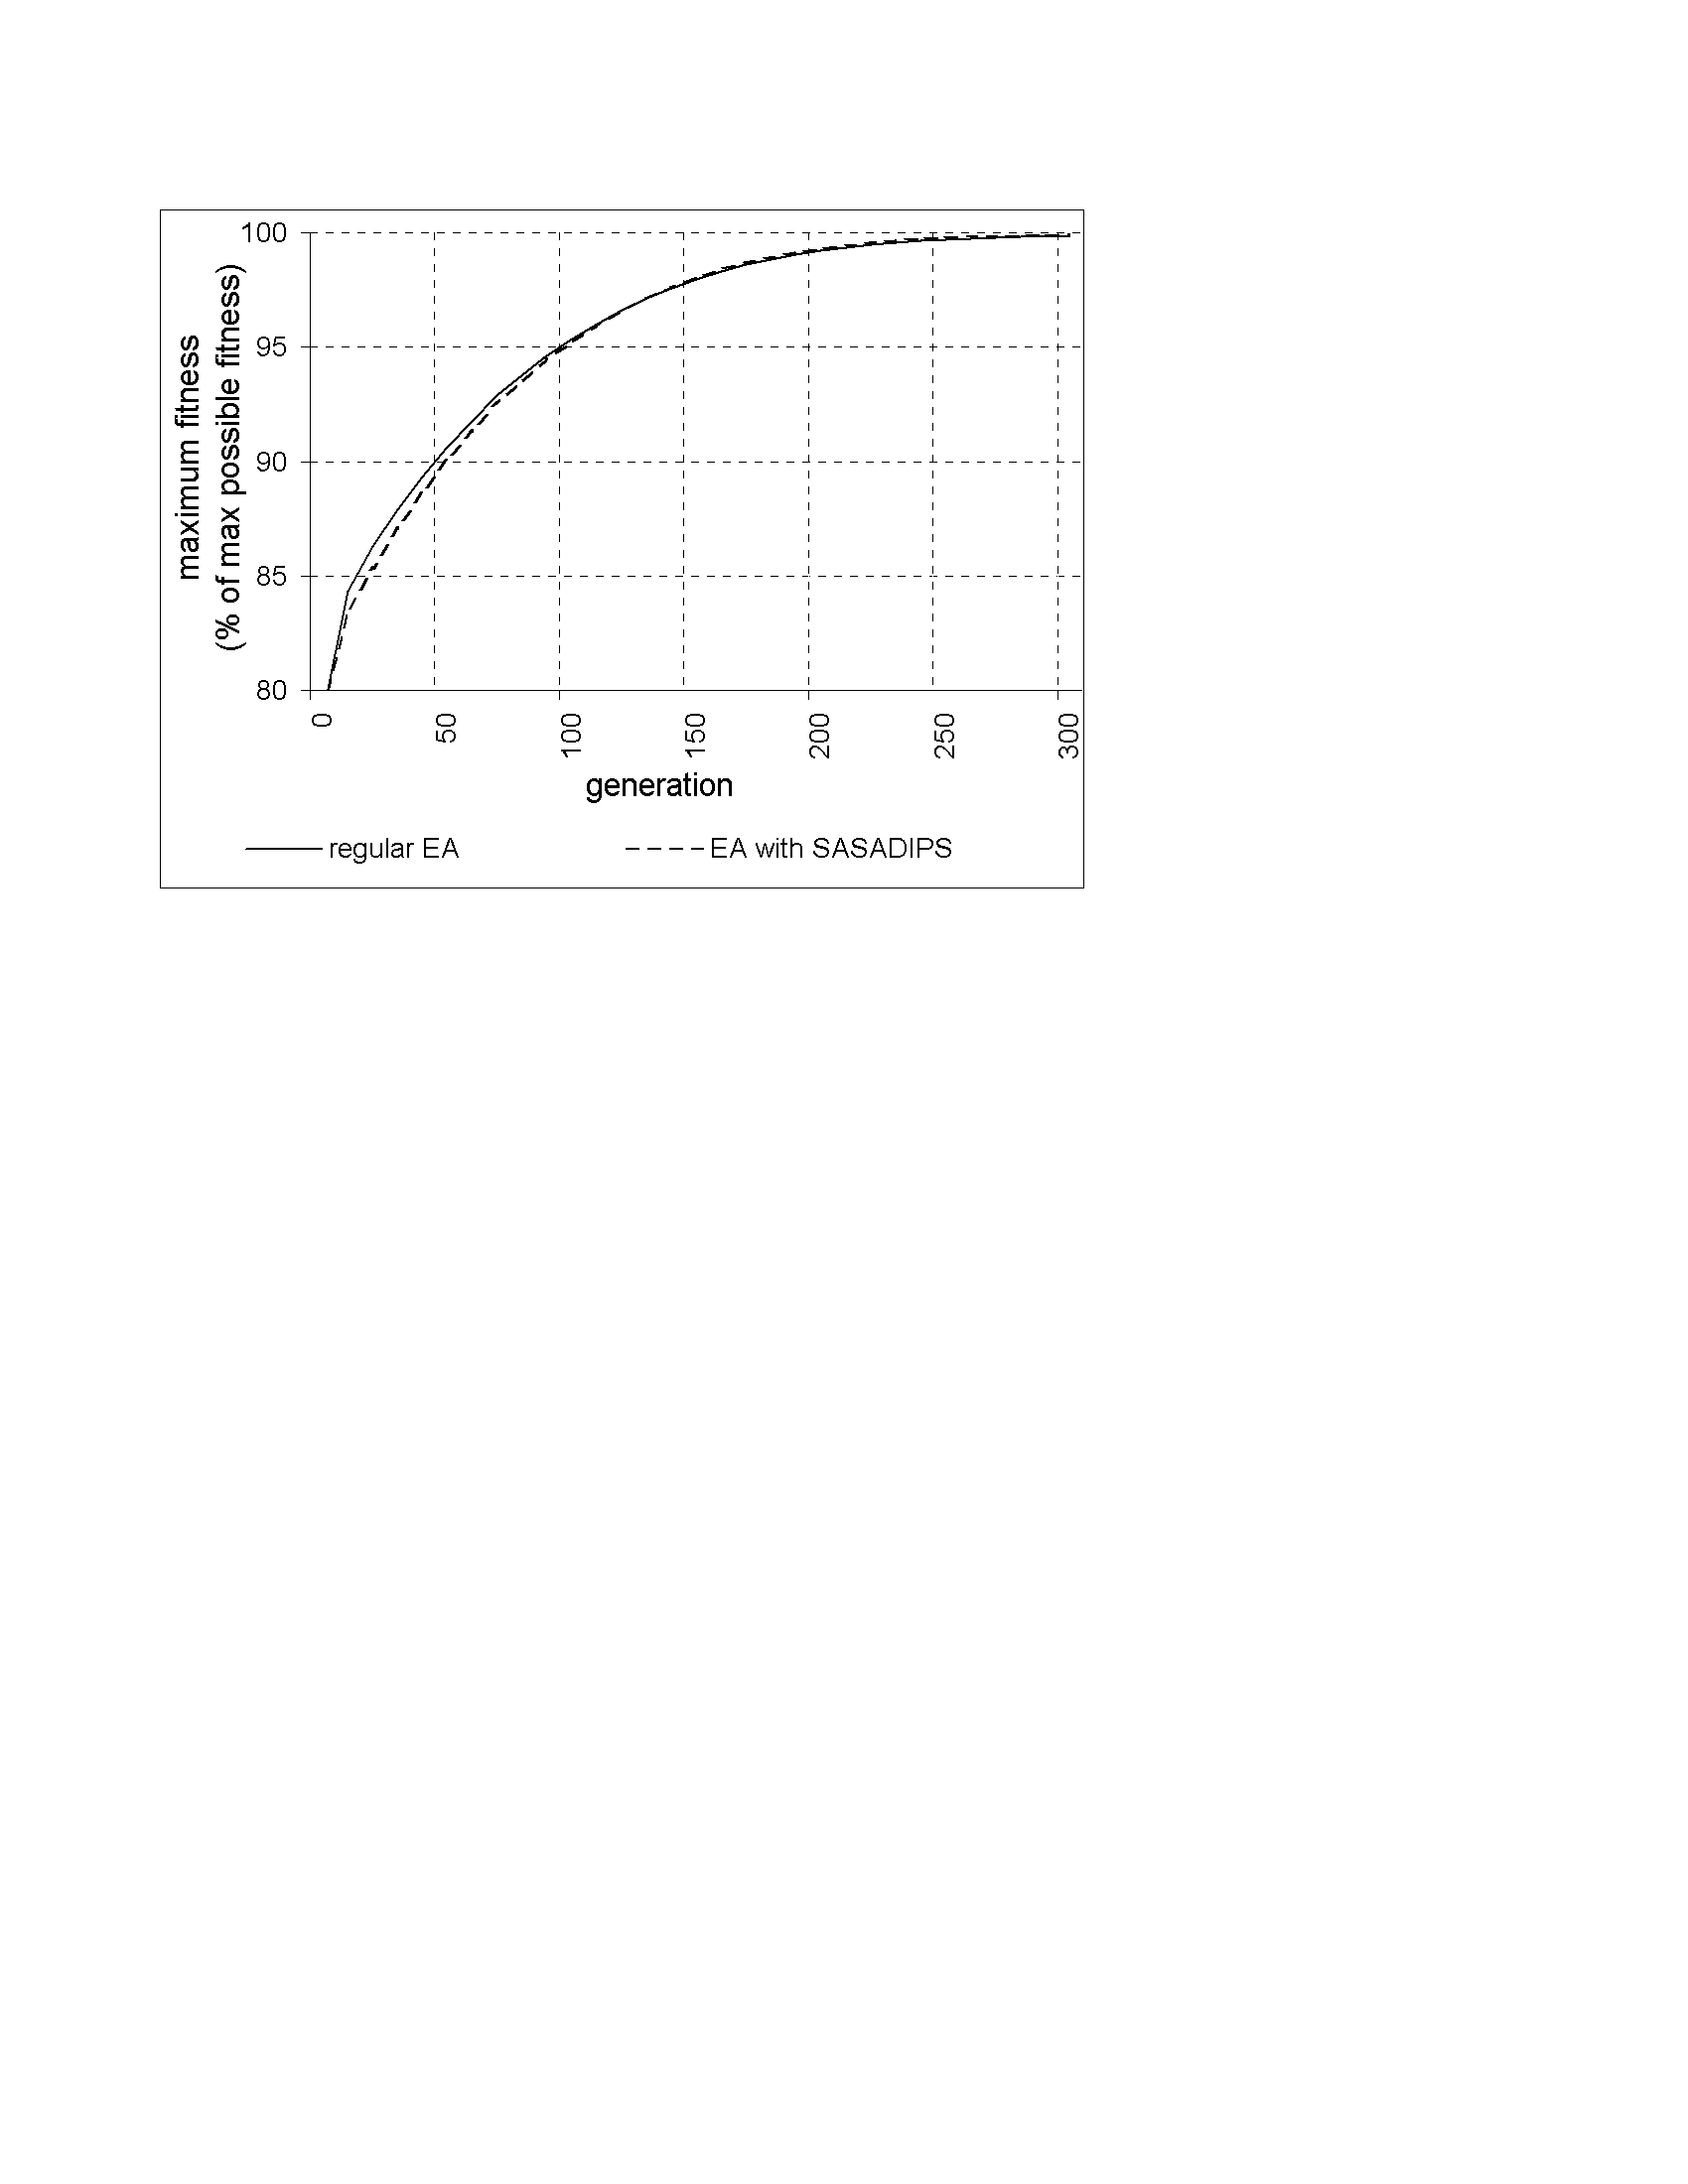 maximum fitness
(% of max possible fitness)
100
95
90
85
80
0
50
100
150
200
250
300
generation
regular EA
EA with SASADIPS